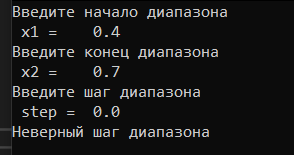 Введите начало диапазона
x1 =    0.4
Введите конец диапазона
x2 =    0.7
Введите шаг диапазона
step =  0.0
Неверный шаг диапазона